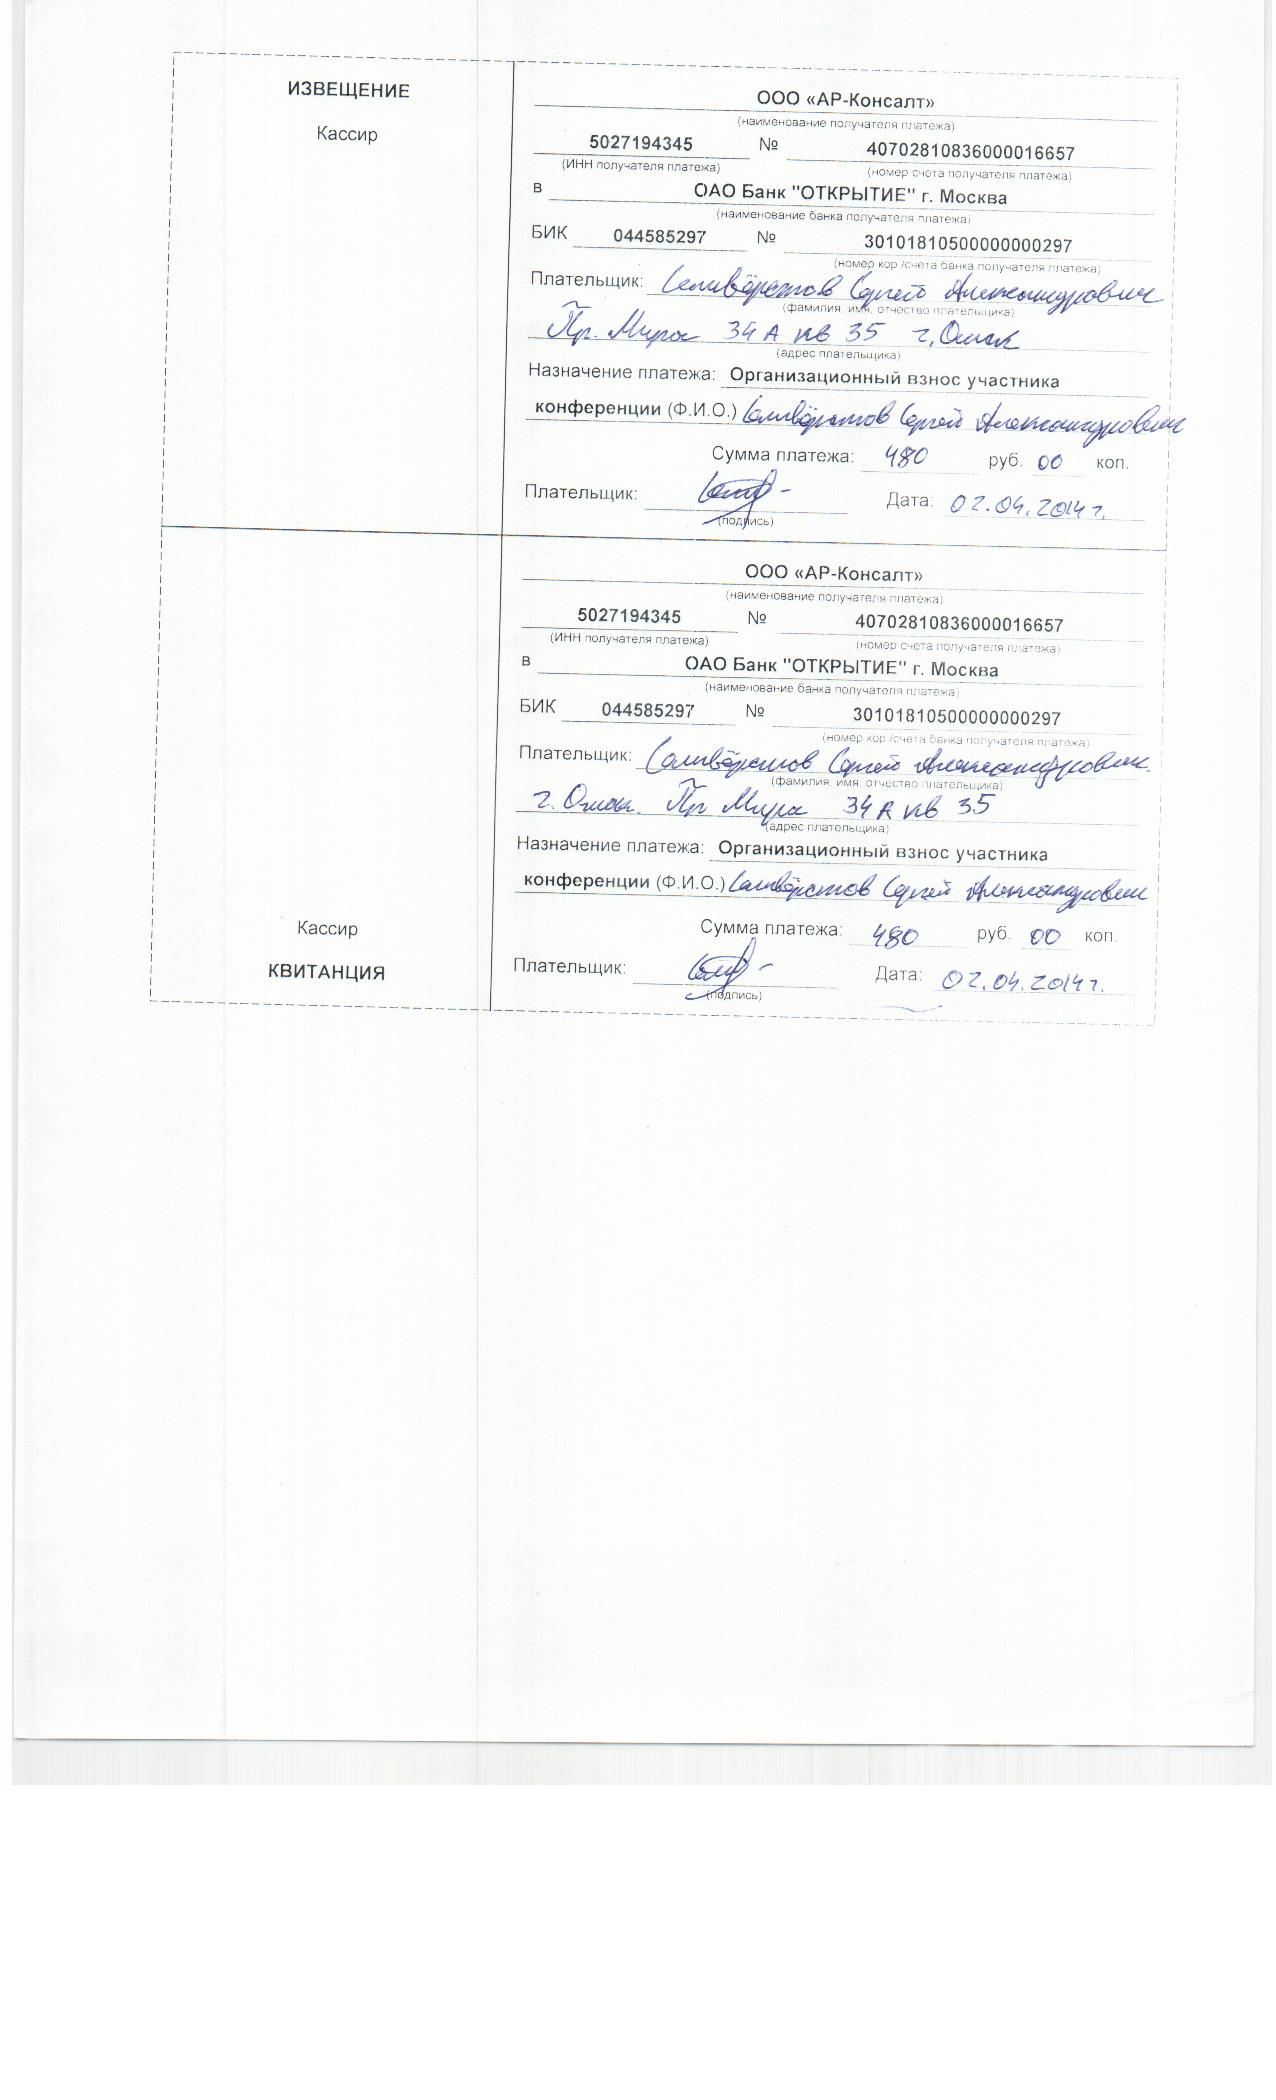 ИЗВЕЩЕНИЕ
Кассир
ООО «АР-Консалт»
(наименование получателя платежа)
5027194345 № 40702810836000016657
(ИНН получателя платежа) (номер счета получателя платежа)
в ОАО Банк "ОТКРЫТИЕ" г. Москва
(наименование банка получателя платежа)
БИК 044585297 № 30101810500000000297
(номер кор /счета банка получателя платежа)
Плательщик: Селивёрстов Сергей Александрович
(фамилия, имя, отчество плательщика)
Пр. Мира 34 А кв 35 г. Омск
(адрес плательщика)
Назначение платежа: Организационный взнос участника
конференции (Ф.И.О.) Селивёрстов Сергей Александрович
Сумма платежа: 480 руб. 00 коп.
Плательщик: Дата: 02.04.2014 г.
(подпись)
ООО «АР-Консалт»
(наименование получателя платежа)
5027194345 № 40702810836000016657
(ИНН получателя платежа) (номер счета получателя платежа)
в ОАО Банк "ОТКРЫТИЕ" г. Москва
(наименование банка получателя платежа)
БИК 044585297 № 30101810500000000297
(номер кор /счета банка получателя платежа)
Плательщик: Селивёрстов Сергей Александрович.
(фамилия, имя, отчество плательщика)
г. Омск. Пр Мира 34 А кв 35
(адрес плательщика)
Назначение платежа: Организационный взнос участника
конференции (Ф.И.О.) Селивёрстов Сергей Александрович
Кассир
Сумма платежа: 480 руб. 00 коп.
КВИТАНЦИЯ
Плательщик: Дата: 02.04.2014 г.
(подпись)